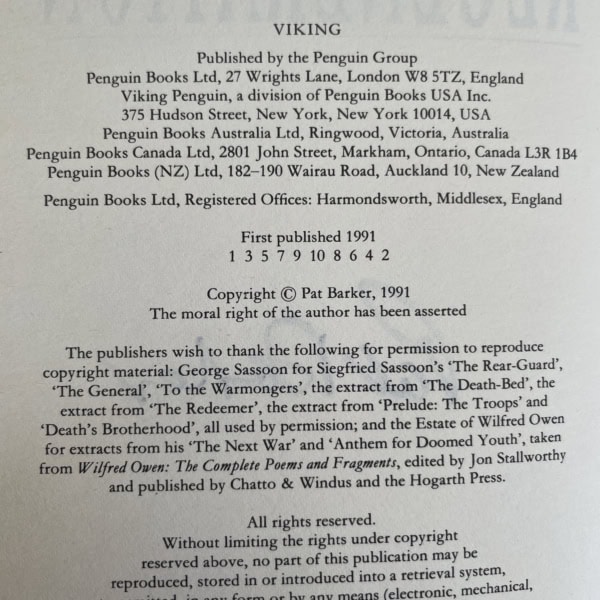 VIKING
Published by the Penguin Group
Penguin Books Ltd, 27 Wrights Lane, London W8 5TZ, England
Viking Penguin, a division of Penguin Books USA Inc.
375 Hudson Street, New York, New York 10014, USA
Penguin Books Australia Ltd, Ringwood, Victoria, Australia
Penguin Books Canada Ltd, 2801 John Street, Markham, Ontario, Canada L3R 1B4
Penguin Books (NZ) Ltd, 182–190 Wairau Road, Auckland 10, New Zealand
Penguin Books Ltd, Registered Offices: Harmondsworth, Middlesex, England
First published 1991
1 3 5 7 9 10 8 6 4 2
Copyright © Pat Barker, 1991
The moral right of the author has been asserted
The publishers wish to thank the following for permission to reproduce
copyright material: George Sassoon for Siegfried Sassoon's ‘The Rear-Guard’,
‘The General’, ‘To the Warmongers’, the extract from ‘The Death-Bed’, the
extract from ‘The Redeemer’, the extract from ‘Prelude: The Troops’ and
‘Death's Brotherhood’, all used by permission; and the Estate of Wilfred Owen
for extracts from his ‘The Next War’ and ‘Anthem for Doomed Youth’, taken
from Wilfred Owen: The Complete Poems and Fragments, edited by Jon Stallworthy
and published by Chatto & Windus and the Hogarth Press.
All rights reserved.
Without limiting the rights under copyright
reserved above, no part of this publication may be
reproduced, stored in or introduced into a retrieval system,
in any form or by any means (electronic, mechanical,